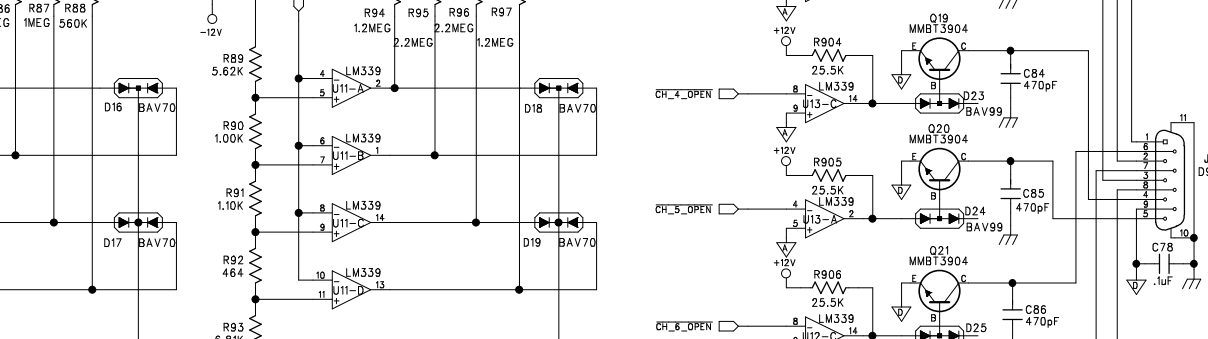 R87
1MEG
R88
560K
-12V
R94
1.2MEG
R95
2.2MEG
R96
2.2MEG
R97
1.2MEG
R89
5.62K
LM339
4
5
2
U11-A
D16
BAV70
D18
BAV70
R90
1.00K
LM339
6
7
1
U11-B
R91
1.10K
LM339
8
9
14
U11-C
D17
BAV70
D19
BAV70
R92
464
LM339
10
11
13
U11-D
R93
A
+12V
R904
25.5K
Q19
MMBT3904
E
C
B
D
C84
470pF
CH_4_OPEN
LM339
8
9
14
U13-C
A
D23
BAV99
+12V
R905
25.5K
Q20
MMBT3904
E
C
B
D
C85
470pF
CH_5_OPEN
LM339
4
5
2
U13-A
A
D24
BAV99
+12V
R906
25.5K
Q21
MMBT3904
E
C
B
D
C86
470pF
CH_6_OPEN
LM339
8
14
U12-C
D25
11
1
6
2
7
3
8
4
9
5
10
C78
.1uF
D